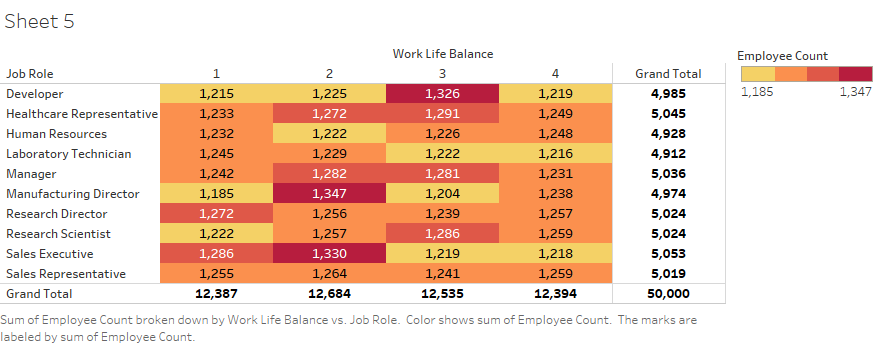 Sheet 5
Work Life Balance
Job Role 1 2 3 4 Grand Total
Developer 1,215 1,225 1,326 1,219 4,985
Healthcare Representative 1,233 1,272 1,291 1,249 5,045
Human Resources 1,232 1,222 1,226 1,248 4,928
Laboratory Technician 1,245 1,229 1,222 1,216 4,912
Manager 1,242 1,282 1,281 1,231 5,036
Manufacturing Director 1,185 1,347 1,204 1,238 4,974
Research Director 1,272 1,256 1,239 1,257 5,024
Research Scientist 1,222 1,257 1,286 1,259 5,024
Sales Executive 1,286 1,330 1,219 1,218 5,053
Sales Representative 1,255 1,264 1,241 1,259 5,019
Grand Total 12,387 12,684 12,535 12,394 50,000
Employee Count
1,185 1,347
Sum of Employee Count broken down by Work Life Balance vs. Job Role. Color shows sum of Employee Count. The marks are
labeled by sum of Employee Count.